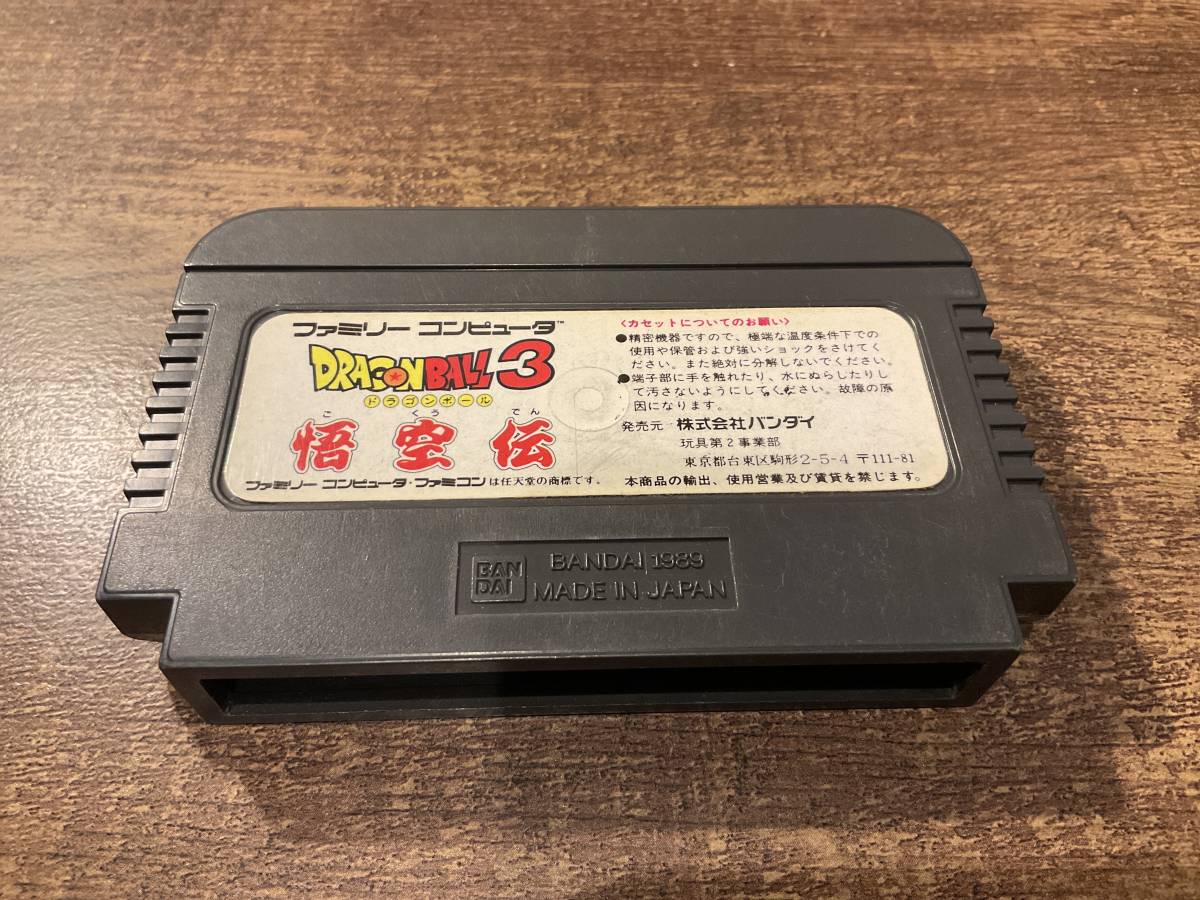 ファミリー コンピュータ™
DRAGON BALL 3
ドラゴンボール
ご くう でん
悟空伝
ファミリー コンピュータ・ファミコンは任天堂の商標です。
〈カセットについてのお願い〉
●精密機器ですので、極端な温度条件下での
使用や保管および強いショックをさけてく
ださい。また絶対に分解しないでください。
●端子部に手を触れたり、水にぬらしたりし
て汚さないようにしてください。故障の原
因になります。
発売元 株式会社バンダイ
玩具第2事業部
東京都台東区駒形2-5-4 〒111-81
本商品の輸出、使用営業及び賃貸を禁じます。
BAN
DAI
BANDAI 1989
MADE IN JAPAN